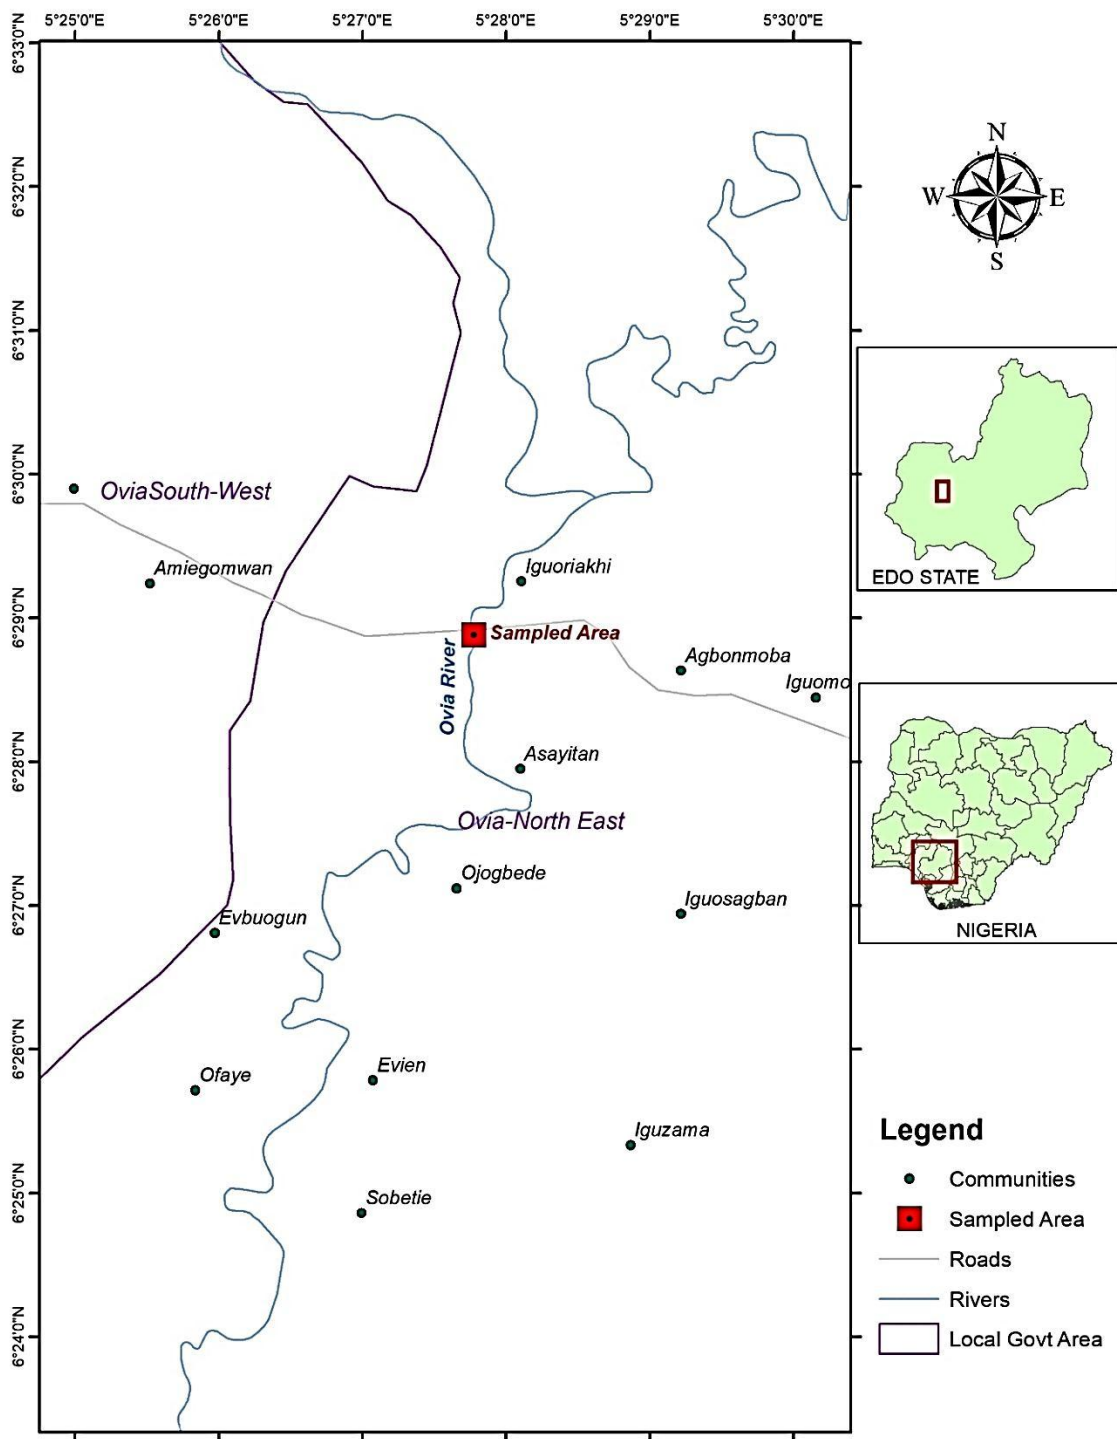 5°25'0"E 5°26'0"E 5°27'0"E 5°28'0"E 5°29'0"E 5°30'0"E
6°33'0"N
6°32'0"N
6°31'0"N
6°30'0"N
6°29'0"N
6°28'0"N
6°27'0"N
6°26'0"N
6°25'0"N
6°24'0"N
OviaSouth-West
Amiegomwan
Iguoriakhi
Sampled Area
Ovia River
Agbonmoba
Iguomo
Asayitan
Ovia-North East
Ojogbede
Iguosagban
Evbuogun
Evien
Ofaye
Iguzama
Sobetie
N
W E
S
EDO STATE
NIGERIA
Legend
Communities
Sampled Area
Roads
Rivers
Local Govt Area